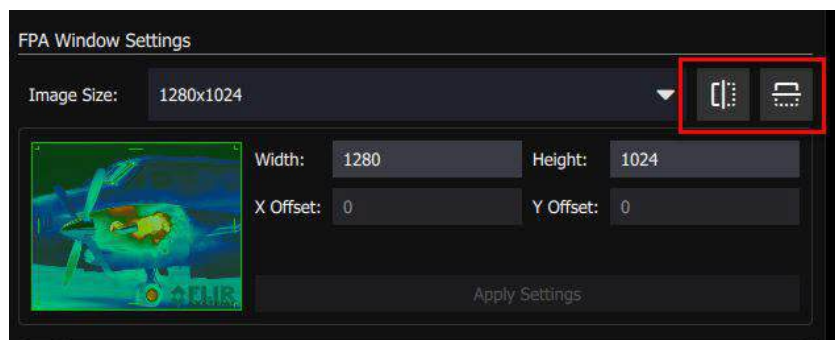 FPA Window Settings
Image Size: 1280x1024
Width: 1280 Height: 1024
X Offset: 0 Y Offset: 0
FLIR
Apply Settings